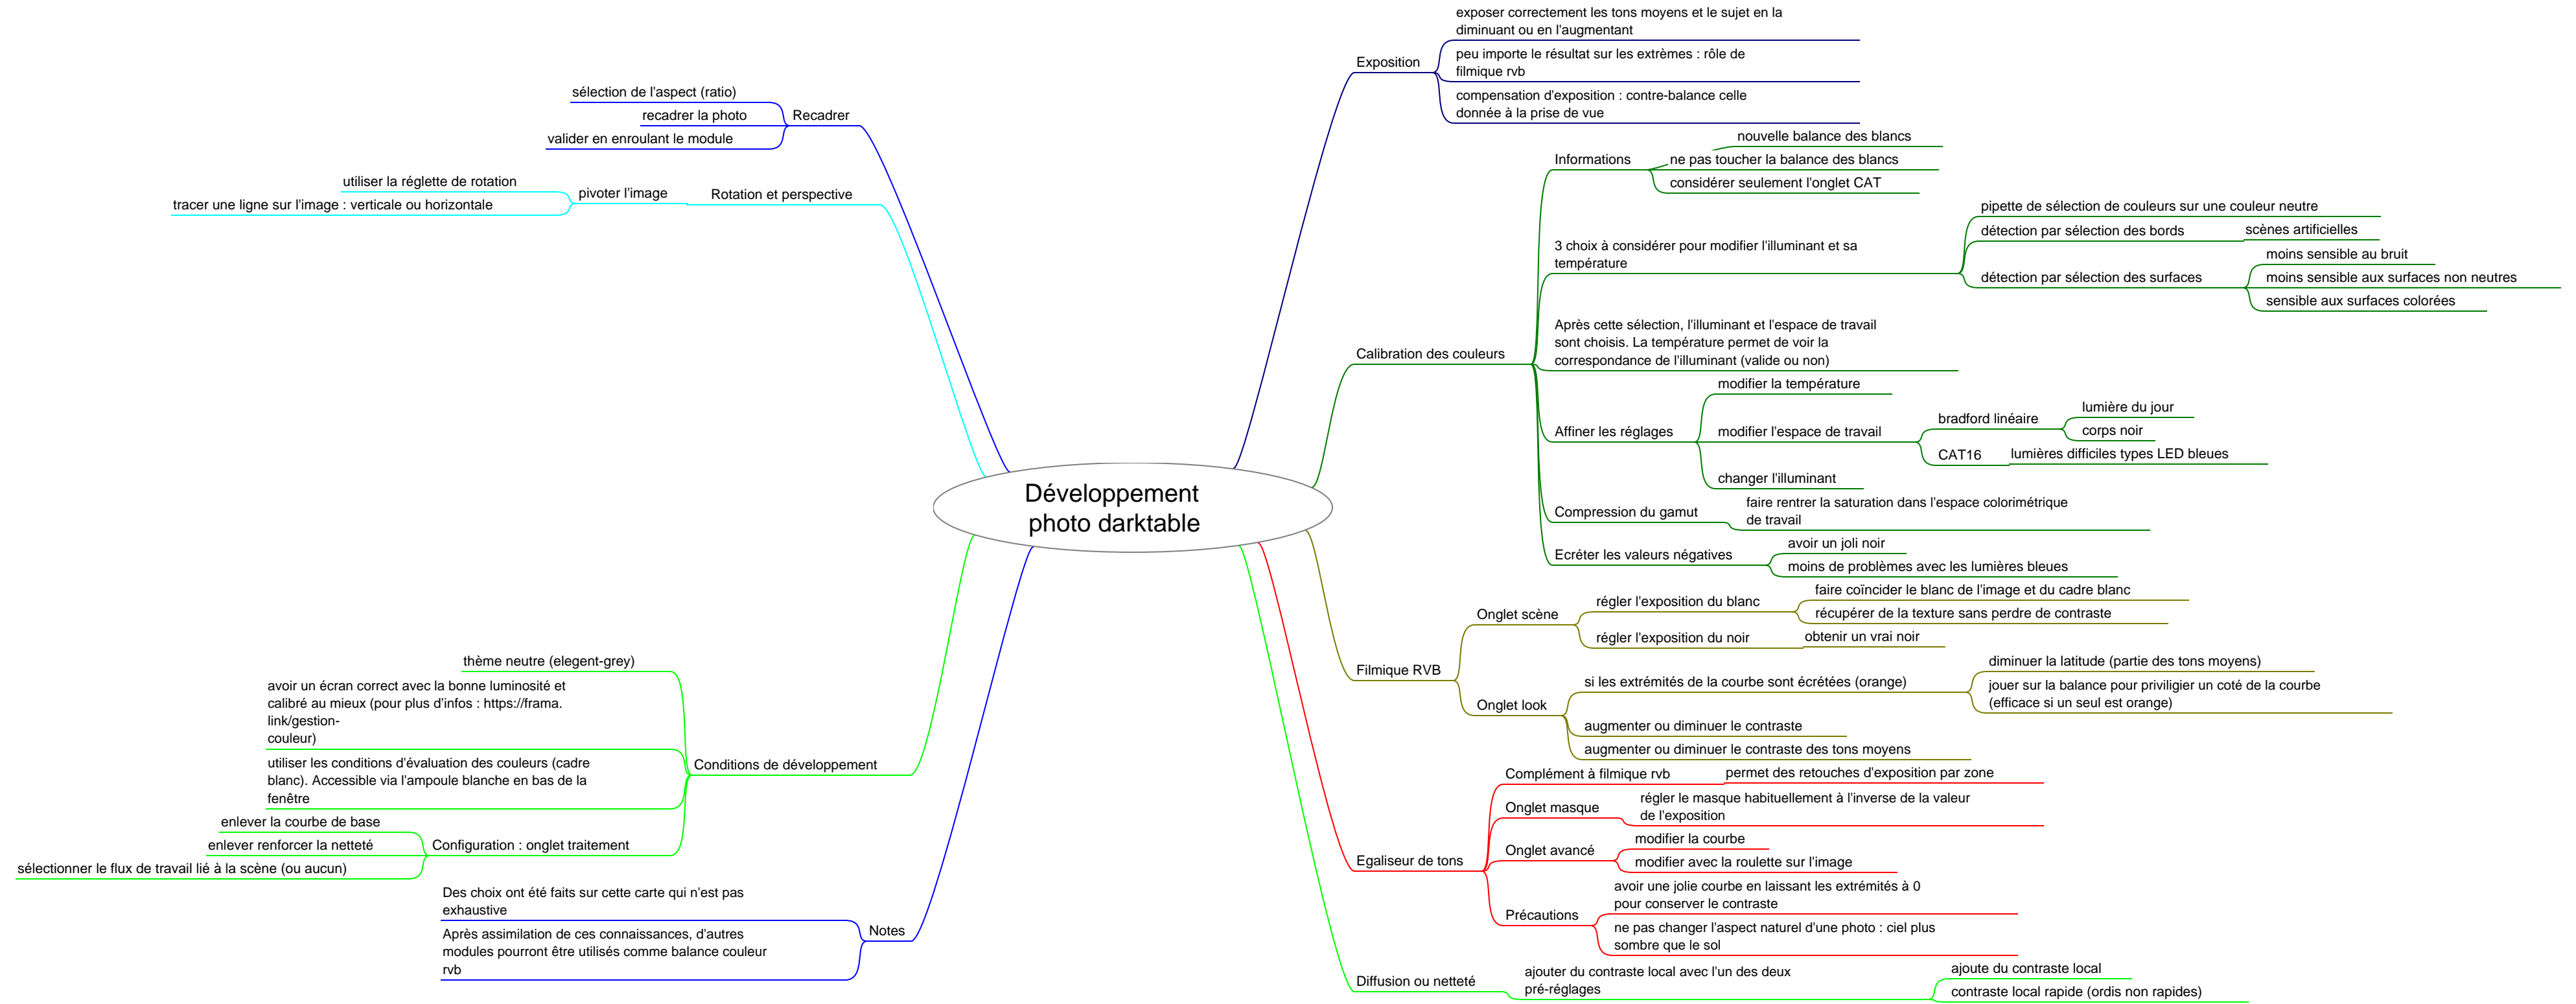 Développement
photo darktable
Exposition
exposer correctement les tons moyens et le sujet en la
diminuant ou en l'augmentant
peu importe le résultat sur les extrèmes : rôle de
filmique rvb
compensation d'exposition : contre-balance celle
donnée à la prise de vue
Calibration des couleurs
Informations
nouvelle balance des blancs
ne pas toucher la balance des blancs
considérer seulement l'onglet CAT
3 choix à considérer pour modifier l'illuminant et sa
température
pipette de sélection de couleurs sur une couleur neutre
détection par sélection des bords
scènes artificielles
détection par sélection des surfaces
moins sensible au bruit
moins sensible aux surfaces non neutres
sensible aux surfaces colorées
Après cette sélection, l'illuminant et l'espace de travail
sont choisis. La température permet de voir la
correspondance de l'illuminant (valide ou non)
Affiner les réglages
modifier la température
modifier l'espace de travail
bradford linéaire
lumière du jour
corps noir
CAT16
lumières difficiles types LED bleues
changer l'illuminant
Compression du gamut
faire rentrer la saturation dans l'espace colorimétrique
de travail
Ecréter les valeurs négatives
avoir un joli noir
moins de problèmes avec les lumières bleues
Filmique RVB
Onglet scène
régler l'exposition du blanc
faire coïncider le blanc de l'image et du cadre blanc
récupérer de la texture sans perdre de contraste
régler l'exposition du noir
obtenir un vrai noir
Onglet look
si les extrémités de la courbe sont écrétées (orange)
diminuer la latitude (partie des tons moyens)
jouer sur la balance pour priviligier un coté de la courbe
(efficace si un seul est orange)
augmenter ou diminuer le contraste
augmenter ou diminuer le contraste des tons moyens
Egaliseur de tons
Complément à filmique rvb
permet des retouches d'exposition par zone
Onglet masque
régler le masque habituellement à l'inverse de la valeur
de l'exposition
Onglet avancé
modifier la courbe
modifier avec la roulette sur l'image
Précautions
avoir une jolie courbe en laissant les extrémités à 0
pour conserver le contraste
ne pas changer l'aspect naturel d'une photo : ciel plus
sombre que le sol
Diffusion ou netteté
ajouter du contraste local avec l'un des deux
pré-réglages
ajoute du contraste local
contraste local rapide (ordis non rapides)
Recadrer
sélection de l'aspect (ratio)
recadrer la photo
valider en enroulant le module
Rotation et perspective
pivoter l'image
utiliser la réglette de rotation
tracer une ligne sur l'image : verticale ou horizontale
Conditions de développement
thème neutre (elegent-grey)
avoir un écran correct avec la bonne luminosité et
calibré au mieux (pour plus d'infos : https://frama.
link/gestion-
couleur)
utiliser les conditions d'évaluation des couleurs (cadre
blanc). Accessible via l'ampoule blanche en bas de la
fenêtre
Configuration : onglet traitement
enlever la courbe de base
enlever renforcer la netteté
sélectionner le flux de travail lié à la scène (ou aucun)
Notes
Des choix ont été faits sur cette carte qui n'est pas
exhaustive
Après assimilation de ces connaissances, d'autres
modules pourront être utilisés comme balance couleur
rvb